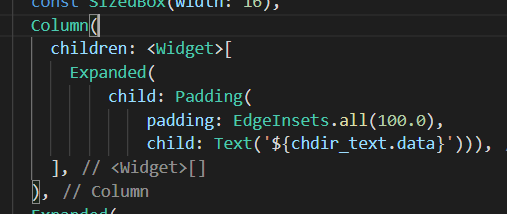 const SizedBox(width: 16),
Column(
children: <Widget>[
Expanded(
child: Padding(
padding: EdgeInsets.all(100.0),
child: Text('${chdir_text.data}'))),
], // <Widget>[]
), // Column
Expanded(